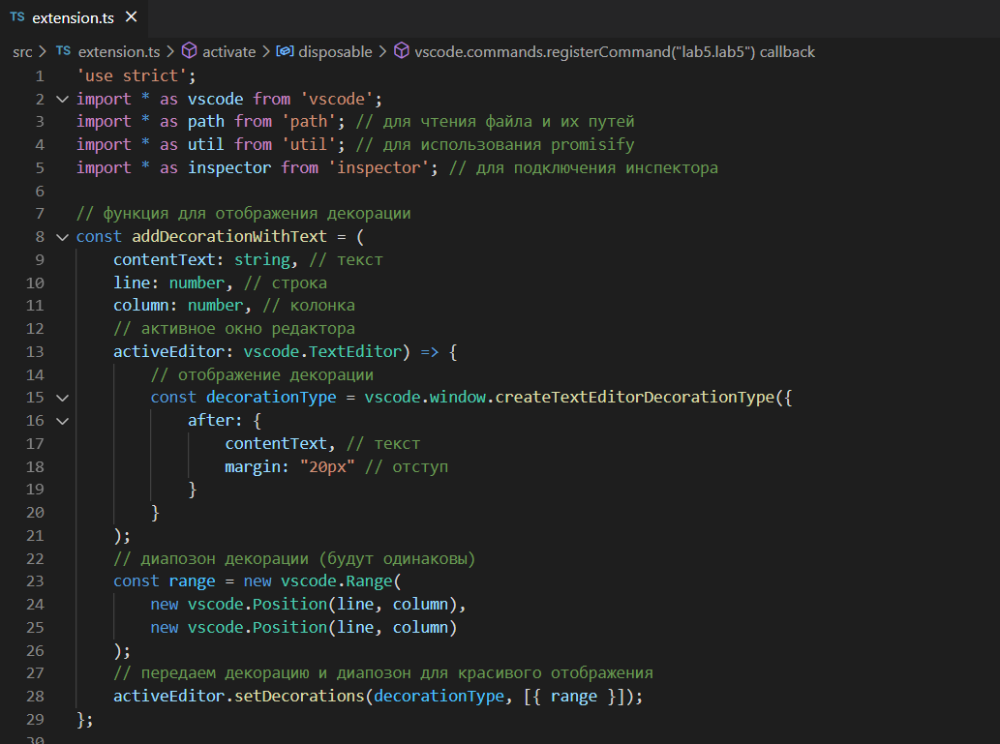 TS extension.ts ×
src > TS extension.ts > activate > disposable > vscode.commands.registerCommand("lab5.lab5") callback
1 'use strict';
2 import * as vscode from 'vscode';
3 import * as path from 'path'; // для чтения файла и их путей
4 import * as util from 'util'; // для использования promisify
5 import * as inspector from 'inspector'; // для подключения инспектора
6
7 // функция для отображения декорации
8 const addDecorationWithText = (
9 contentText: string, // текст
10 line: number, // строка
11 column: number, // колонка
12 // активное окно редактора
13 activeEditor: vscode.TextEditor) => {
14 // отображение декорации
15 const decorationType = vscode.window.createTextEditorDecorationType({
16 after: {
17 contentText, // текст
18 margin: "20px" // отступ
19 }
20 }
21 );
22 // диапозон декорации (будут одинаковы)
23 const range = new vscode.Range(
24 new vscode.Position(line, column),
25 new vscode.Position(line, column)
26 );
27 // передаем декорацию и диапозон для красивого отображения
28 activeEditor.setDecorations(decorationType, [{ range }]);
29 };
30